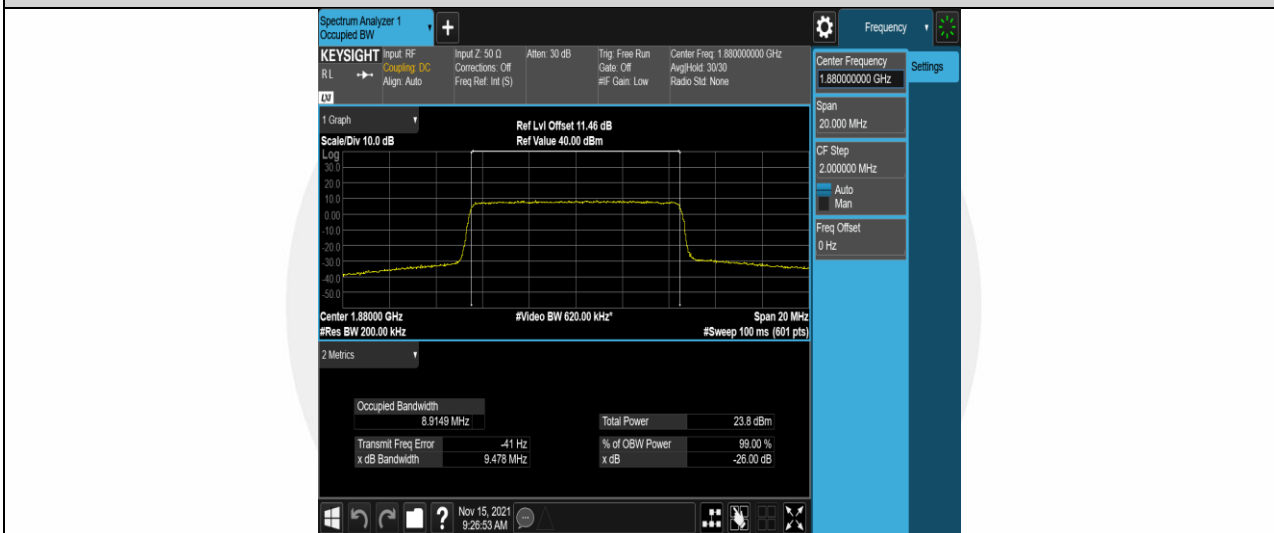 Spectrum Analyzer 1
Occupied BW
Frequency
KEYSIGHT
RL
LXI
Input: RF
Coupling: DC
Align: Auto
Input Z: 50 Ω
Corrections: Off
Freq Ref: Int (S)
Atten: 30 dB
Trig: Free Run
Gate: Off
#IF Gain: Low
Center Freq: 1.880000000 GHz
Avg|Hold: 30/30
Radio Std: None
Center Frequency
1.880000000 GHz
Settings
Span
20.000 MHz
CF Step
2.000000 MHz
Auto
Man
Freq Offset
0 Hz
1 Graph
Ref Lvl Offset 11.46 dB
Scale/Div 10.0 dB
Ref Value 40.00 dBm
Log
30.0
20.0
10.0
0.00
-10.0
-20.0
-30.0
-40.0
-50.0
Center 1.88000 GHz
#Video BW 620.00 kHz*
Span 20 MHz
#Res BW 200.00 kHz
#Sweep 100 ms (601 pts)
2 Metrics
Occupied Bandwidth
8.9149 MHz
Total Power 23.8 dBm
Transmit Freq Error -41 Hz
% of OBW Power 99.00 %
x dB Bandwidth 9.478 MHz
x dB -26.00 dB
?
Nov 15, 2021
9:26:53 AM